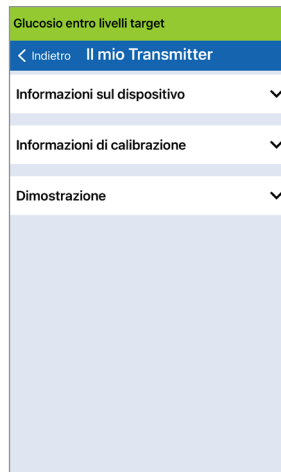 Glucosio entro livelli target
Indietro Il mio Transmitter
Informazioni sul dispositivo
Informazioni di calibrazione
Dimostrazione